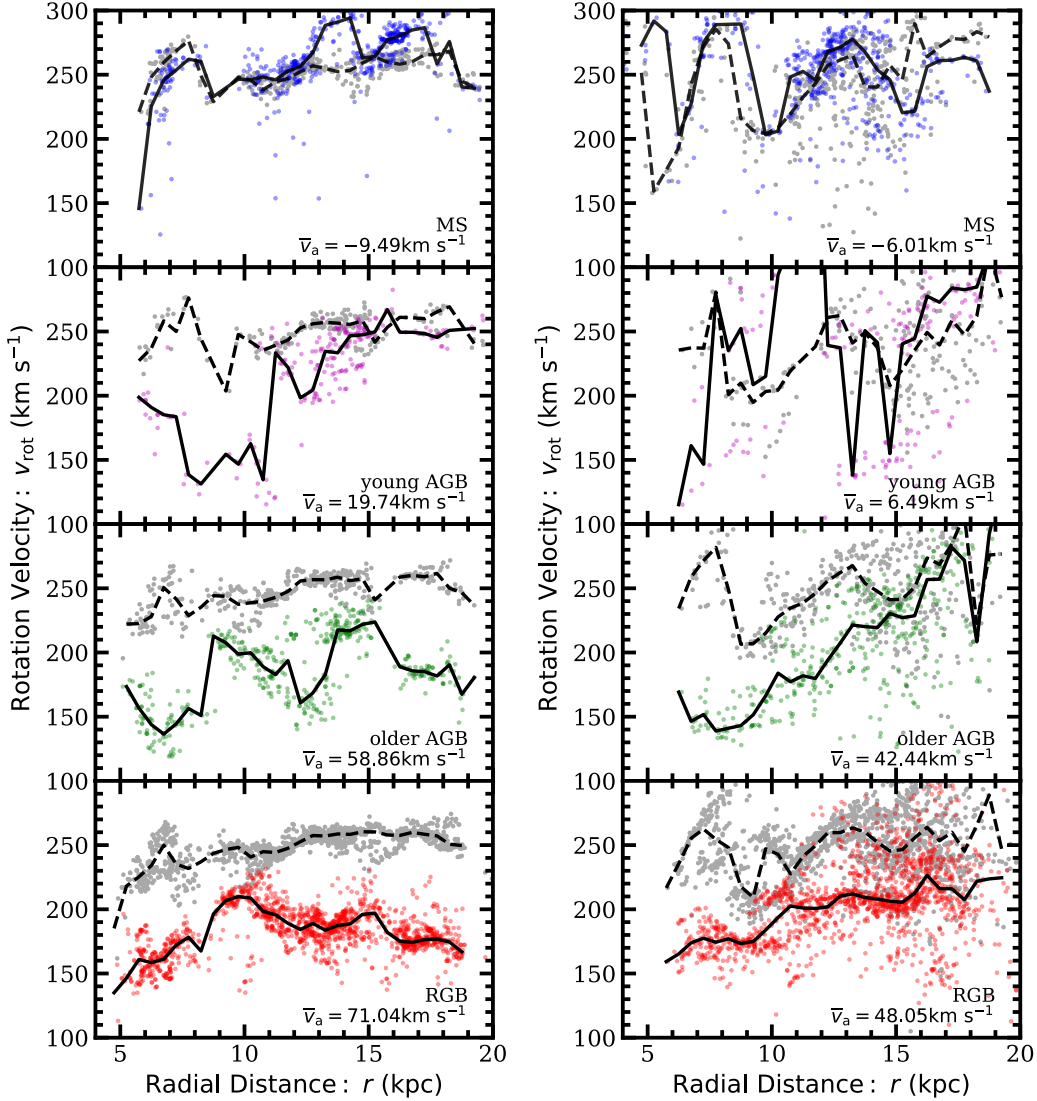 300
250
200
150
100
MS
v̅a = −9.49km s−1
250
200
150
100
young AGB
v̅a = 19.74km s−1
250
200
150
100
older AGB
v̅a = 58.86km s−1
250
200
150
100
RGB
v̅a = 71.04km s−1
5 10 15 20
Radial Distance: r (kpc)
Rotation Velocity: vrot (km s−1)
300
250
200
150
100
MS
v̅a = −6.01km s−1
250
200
150
100
young AGB
v̅a = 6.49km s−1
250
200
150
100
older AGB
v̅a = 42.44km s−1
250
200
150
100
RGB
v̅a = 48.05km s−1
5 10 15 20
Radial Distance: r (kpc)
Rotation Velocity: vrot (km s−1)